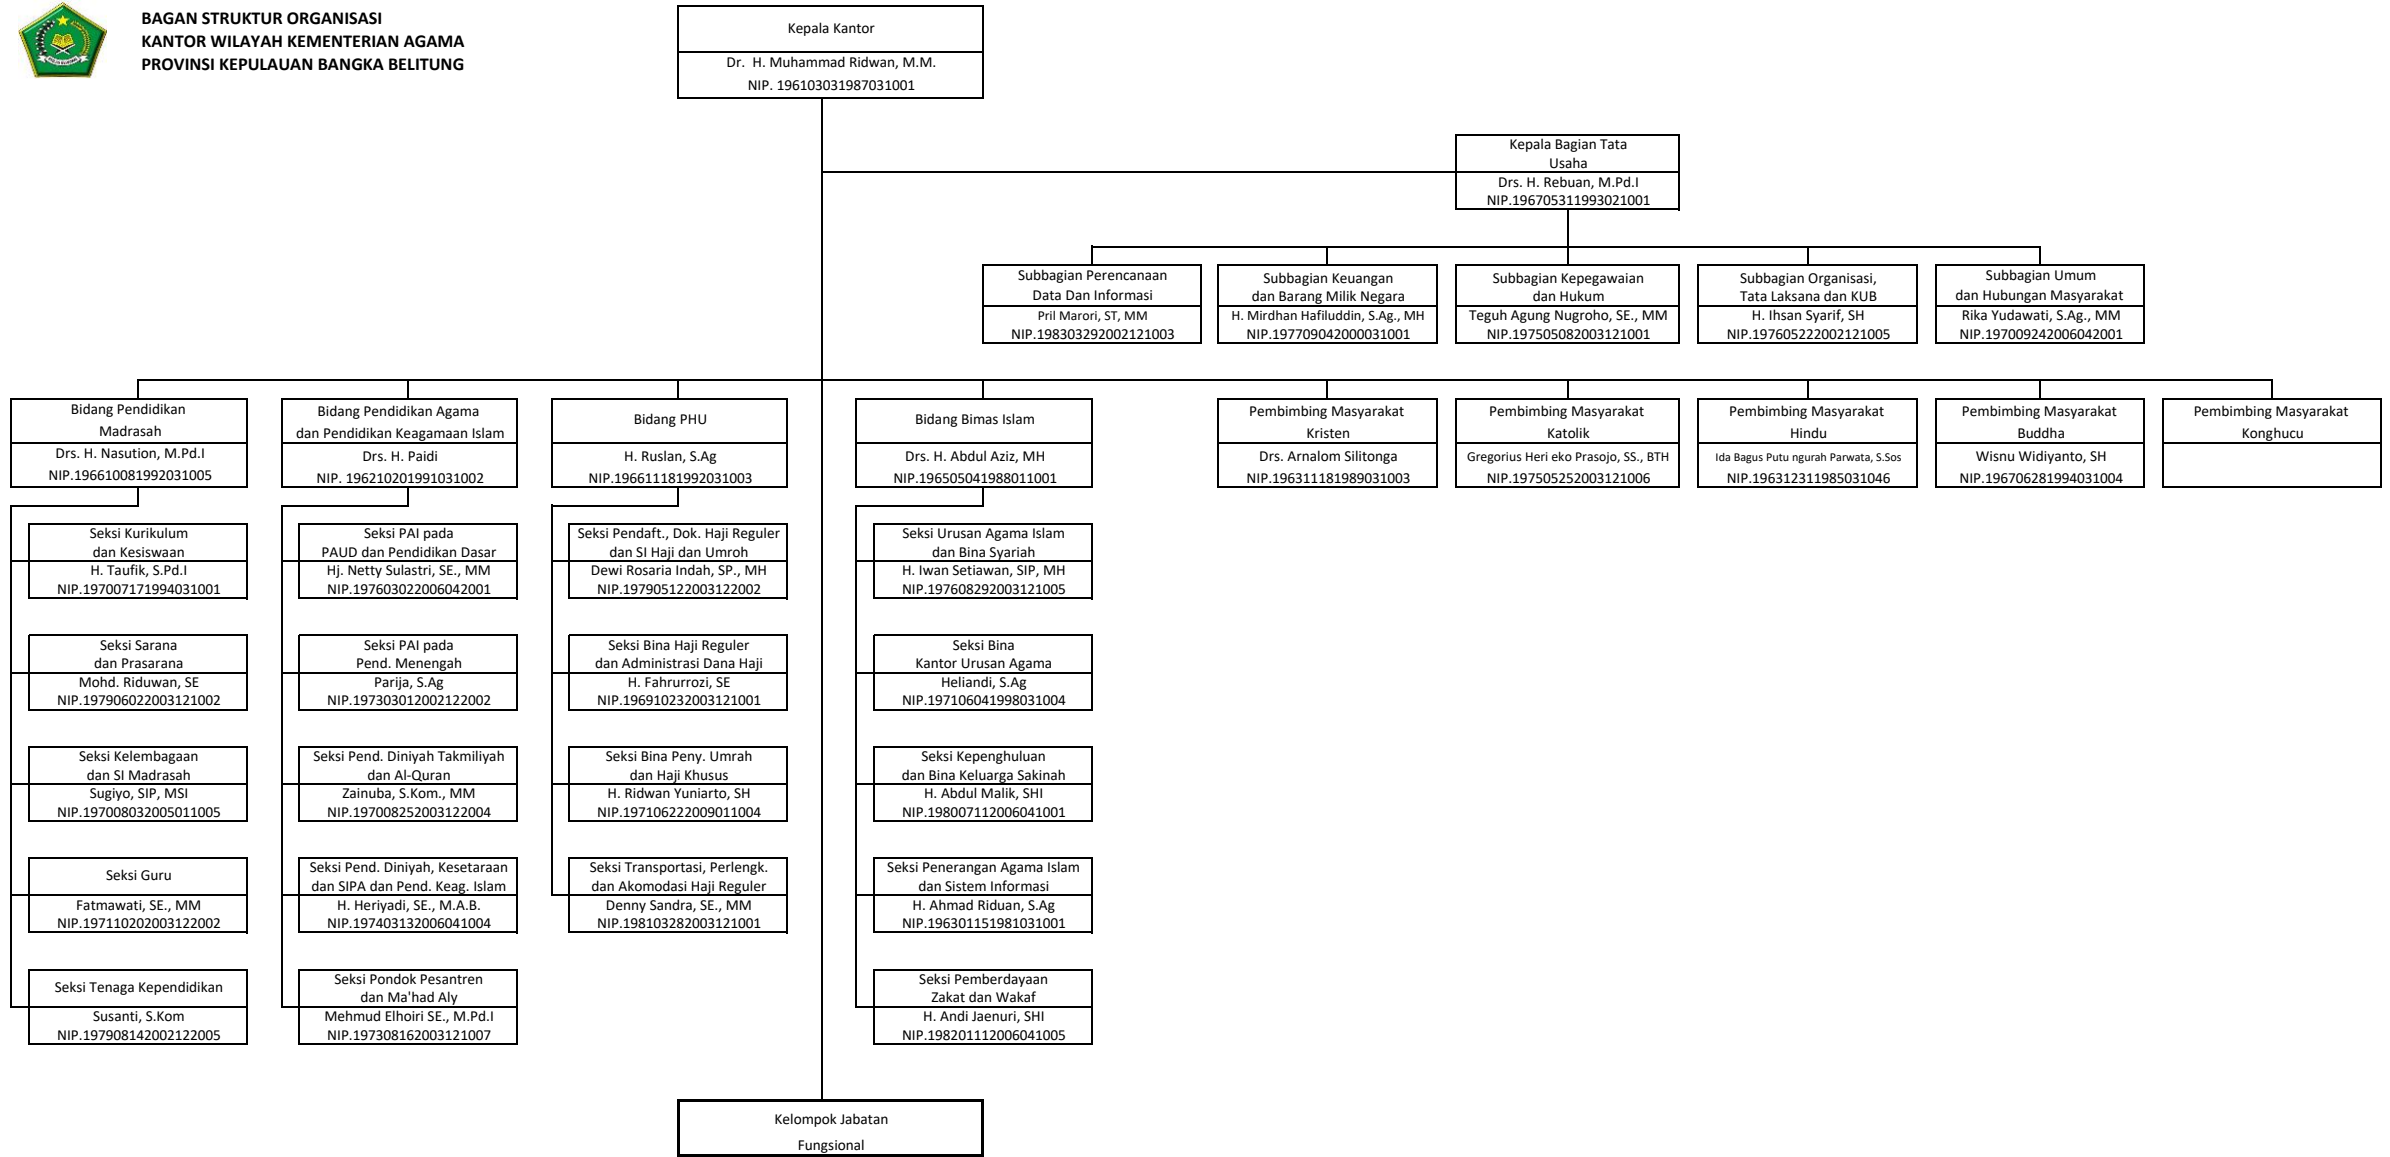 BAGAN STRUKTUR ORGANISASI
KANTOR WILAYAH KEMENTERIAN AGAMA
PROVINSI KEPULAUAN BANGKA BELITUNG
Kepala Kantor
Dr. H. Muhammad Ridwan, M.M.
NIP. 196103031987031001
Kepala Bagian Tata
Usaha
Drs. H. Rebuan, M.Pd.I
NIP.196705311993021001
Subbagian Perencanaan
Data Dan Informasi
Pril Marori, ST, MM
NIP.198303292002121003
Subbagian Keuangan
dan Barang Milik Negara
H. Mirdhan Hafiluddin, S.Ag., MH
NIP.197709042000031001
Subbagian Kepegawaian
dan Hukum
Teguh Agung Nugroho, SE., MM
NIP.197505082003121001
Subbagian Organisasi,
Tata Laksana dan KUB
H. Ihsan Syarif, SH
NIP.197605222002121005
Subbagian Umum
dan Hubungan Masyarakat
Rika Yudawati, S.Ag., MM
NIP.197009242006042001
Bidang Pendidikan
Madrasah
Drs. H. Nasution, M.Pd.I
NIP.196610081992031005
Bidang Pendidikan Agama
dan Pendidikan Keagamaan Islam
Drs. H. Paidi
NIP. 196210201991031002
Bidang PHU
H. Ruslan, S.Ag
NIP.196611181992031003
Bidang Bimas Islam
Drs. H. Abdul Aziz, MH
NIP.196505041988011001
Pembimbing Masyarakat
Kristen
Drs. Arnalom Silitonga
NIP.196311181989031003
Pembimbing Masyarakat
Katolik
Gregorius Heri eko Prasojo, SS., BTH
NIP.197505252003121006
Pembimbing Masyarakat
Hindu
Ida Bagus Putu ngurah Parwata, S.Sos
NIP.196312311985031046
Pembimbing Masyarakat
Buddha
Wisnu Widiyanto, SH
NIP.196706281994031004
Pembimbing Masyarakat
Konghucu
Seksi Kurikulum
dan Kesiswaan
H. Taufik, S.Pd.I
NIP.197007171994031001
Seksi Sarana
dan Prasarana
Mohd. Riduwan, SE
NIP.197906022003121002
Seksi Kelembagaan
dan SI Madrasah
Sugiyo, SIP, MSI
NIP.197008032005011005
Seksi Guru
Fatmawati, SE., MM
NIP.197110202003122002
Seksi Tenaga Kependidikan
Susanti, S.Kom
NIP.197908142002122005
Seksi PAI pada
PAUD dan Pendidikan Dasar
Hj. Netty Sulastri, SE., MM
NIP.197603022006042001
Seksi PAI pada
Pend. Menengah
Parija, S.Ag
NIP.197303012002122002
Seksi Pend. Diniyah Takmiliyah
dan Al-Quran
Zainuba, S.Kom., MM
NIP.197008252003122004
Seksi Pend. Diniyah, Kesetaraan
dan SIPA dan Pend. Keag. Islam
H. Heriyadi, SE., M.A.B.
NIP.197403132006041004
Seksi Pondok Pesantren
dan Ma'had Aly
Mehmud Elhoiri SE., M.Pd.I
NIP.197308162003121007
Seksi Pendaft., Dok. Haji Reguler
dan SI Haji dan Umroh
Dewi Rosaria Indah, SP., MH
NIP.197905122003122002
Seksi Bina Haji Reguler
dan Administrasi Dana Haji
H. Fahrurrozi, SE
NIP.196910232003121001
Seksi Bina Peny. Umrah
dan Haji Khusus
H. Ridwan Yuniarto, SH
NIP.197106222009011004
Seksi Transportasi, Perlengk.
dan Akomodasi Haji Reguler
Denny Sandra, SE., MM
NIP.198103282003121001
Seksi Urusan Agama Islam
dan Bina Syariah
H. Iwan Setiawan, SIP, MH
NIP.197608292003121005
Seksi Bina
Kantor Urusan Agama
Heliandi, S.Ag
NIP.197106041998031004
Seksi Kepenghuluan
dan Bina Keluarga Sakinah
H. Abdul Malik, SHI
NIP.198007112006041001
Seksi Penerangan Agama Islam
dan Sistem Informasi
H. Ahmad Riduan, S.Ag
NIP.196301151981031001
Seksi Pemberdayaan
Zakat dan Wakaf
H. Andi Jaenuri, SHI
NIP.198201112006041005
Kelompok Jabatan
Fungsional